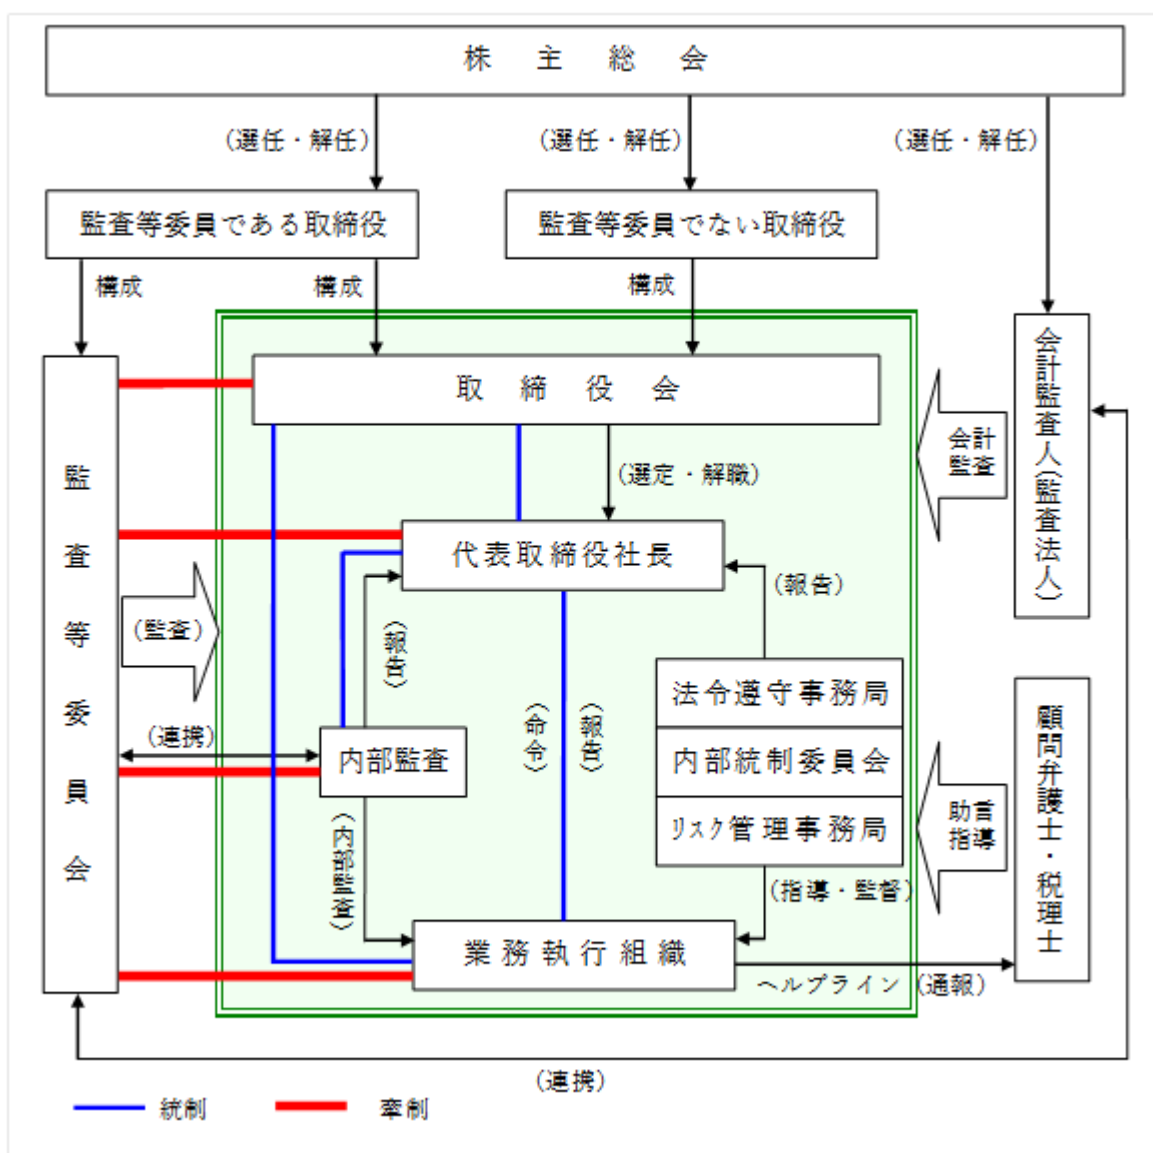 株主総会
(選任・解任)
(選任・解任)
(選任・解任)
監査等委員である取締役
監査等委員でない取締役
構成
構成
構成
取締役会
会計監査人(監査法人)
会計
監査
監査等委員会
(選定・解職)
代表取締役社長
(報告)
(監査)
(報告)
法令遵守事務局
(命令)
(報告)
(連携)
内部監査
内部統制委員会
リスク管理事務局
助言
指導
顧問弁護士・税理士
(内部監査)
(指導・監督)
業務執行組織
ヘルプライン(通報)
(連携)
統制
牽制